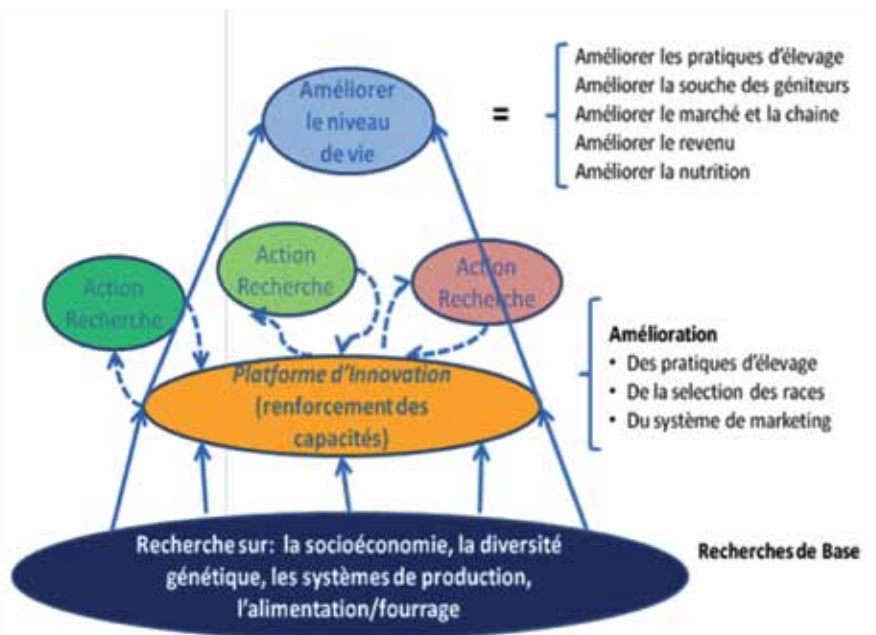 Améliorer
le niveau
de vie
=
Améliorer les pratiques d'élevage
Améliorer la souche des géniteurs
Améliorer le marché et la chaine
Améliorer le revenu
Améliorer la nutrition
Action
Recherche
Action
Recherche
Action
Recherche
Platforme d'Innovation
(renforcement des
capacités)
Amélioration
• Des pratiques d'élevage
• De la selection des races
• Du système de marketing
Recherche sur: la socioéconomie, la diversité
génétique, les systèmes de production,
l'alimentation/fourrage
Recherches de Base